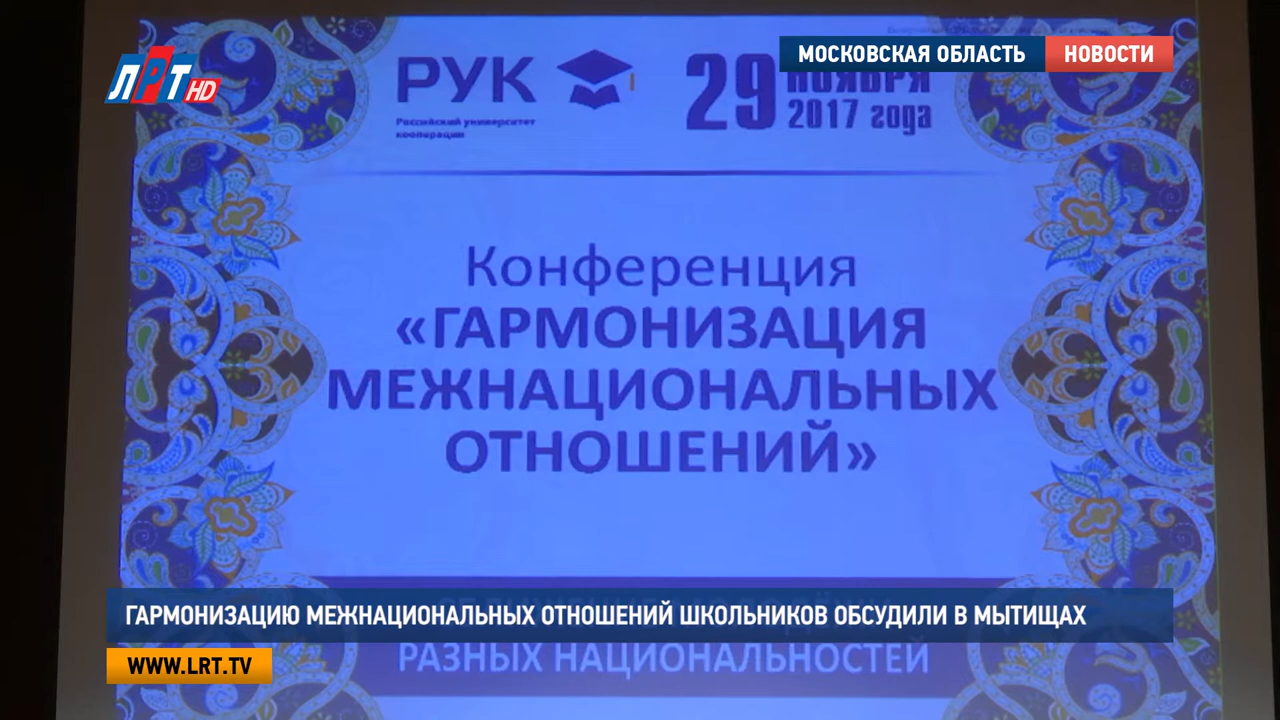 ЛРТ HD
МОСКОВСКАЯ ОБЛАСТЬ НОВОСТИ
РУК
Российский университет
кооперации
29 НОЯБРЯ
2017 года
Конференция
«ГАРМОНИЗАЦИЯ
МЕЖНАЦИОНАЛЬНЫХ
ОТНОШЕНИЙ»
ГАРМОНИЗАЦИЮ МЕЖНАЦИОНАЛЬНЫХ ОТНОШЕНИЙ ШКОЛЬНИКОВ ОБСУДИЛИ В МЫТИЩАХ
РАЗНЫХ НАЦИОНАЛЬНОСТЕЙ
WWW.LRT.TV